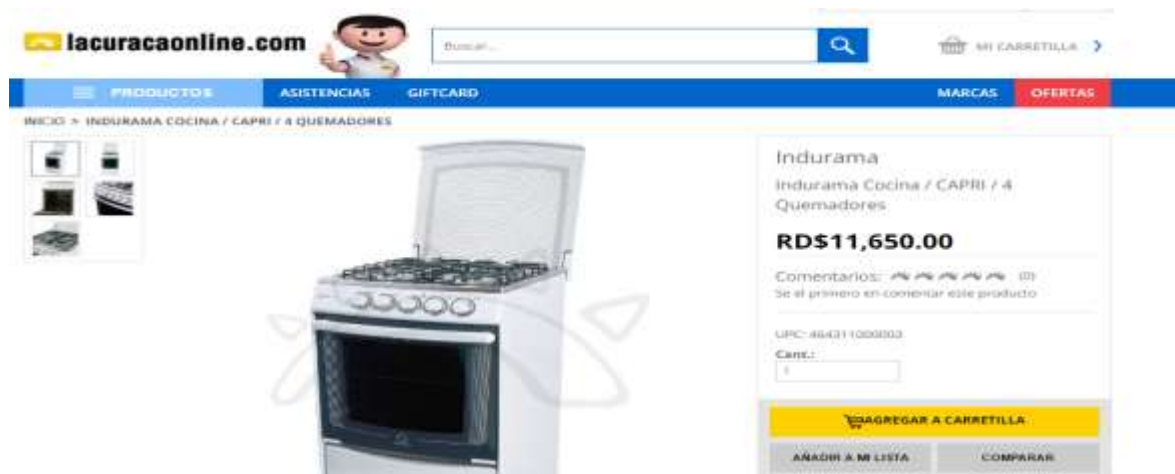 lacuracaonline.com
Buscar...
MI CARRETILLA
PRODUCTOS
ASISTENCIAS
GIFTCARD
MARCAS
OFERTAS
INICIO > INDURAMA COCINA / CAPRI / 4 QUEMADORES
Indurama
Indurama Cocina / CAPRI / 4
Quemadores
RD$11,650.00
Comentarios: (0)
Se el primero en comentar este producto
UPC:
Cant.:
1
AGREGAR A CARRETILLA
AÑADIR A MI LISTA
COMPARAR